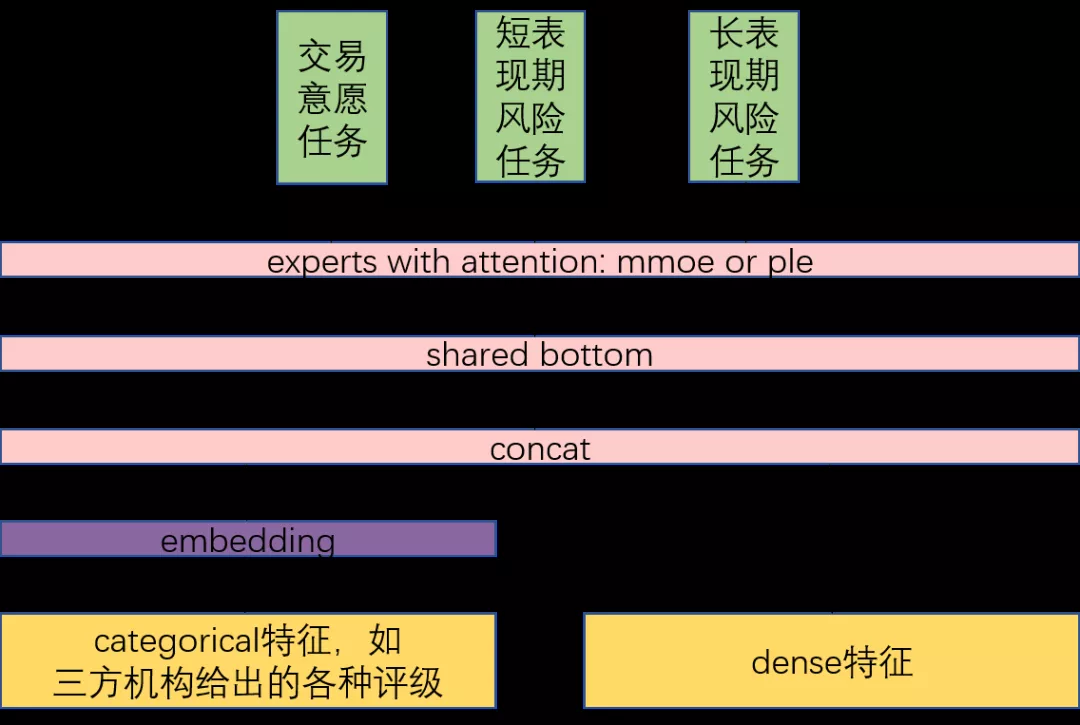 交易
意愿
任务
短表
现期
风险
任务
长表
现期
风险
任务
experts with attention: mmoe or ple
shared bottom
concat
embedding
categorical特征，如
三方机构给出的各种评级
dense特征